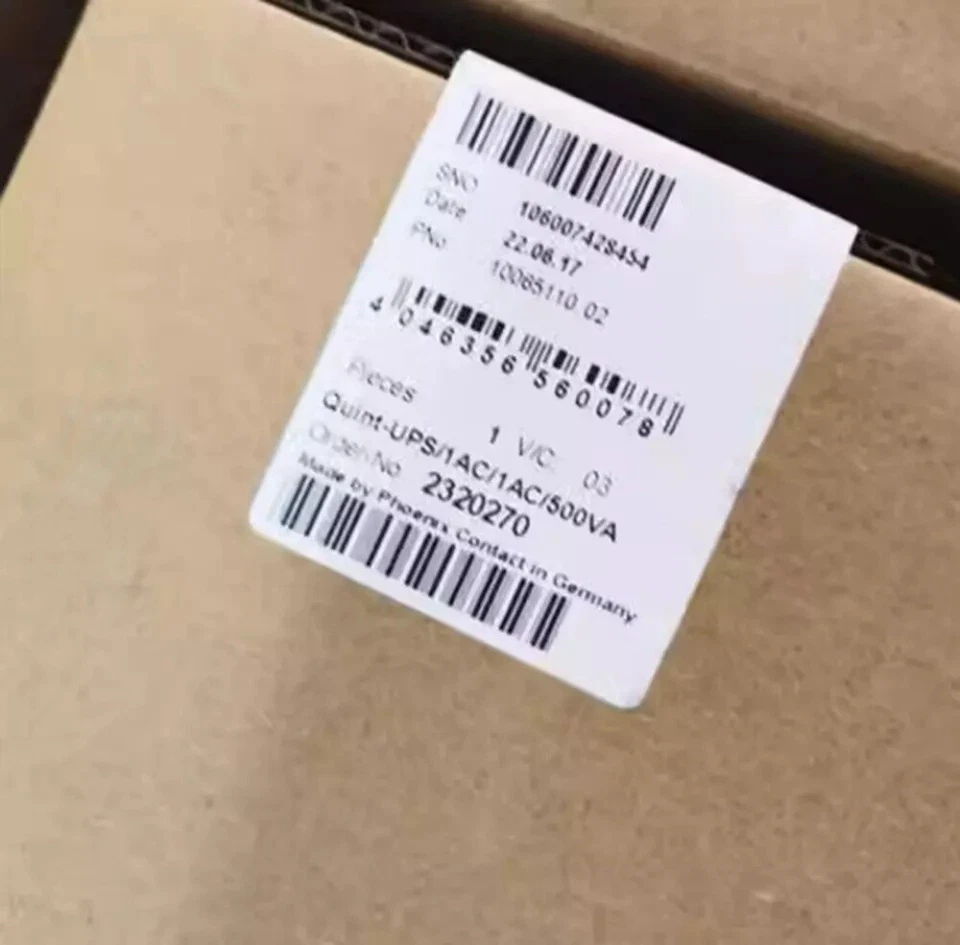 SNO 106007428454
Date 22.06.17
PNo 10065110 02
4 046356 560078
Pieces 1 V/C: 03
Quint-UPS/1AC/1AC/500VA
Order-No 2320270
Made by Phoenix Contact in Germany